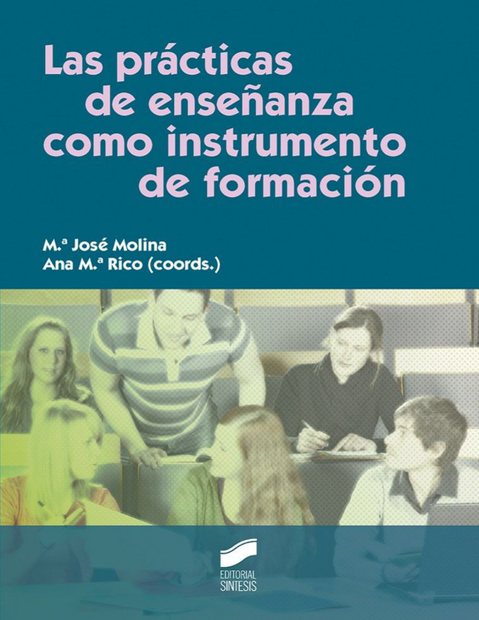 Las prácticas
de enseñanza
como instrumento
de formación
M.ª José Molina
Ana M.ª Rico (coords.)
EDITORIAL
SINTESIS